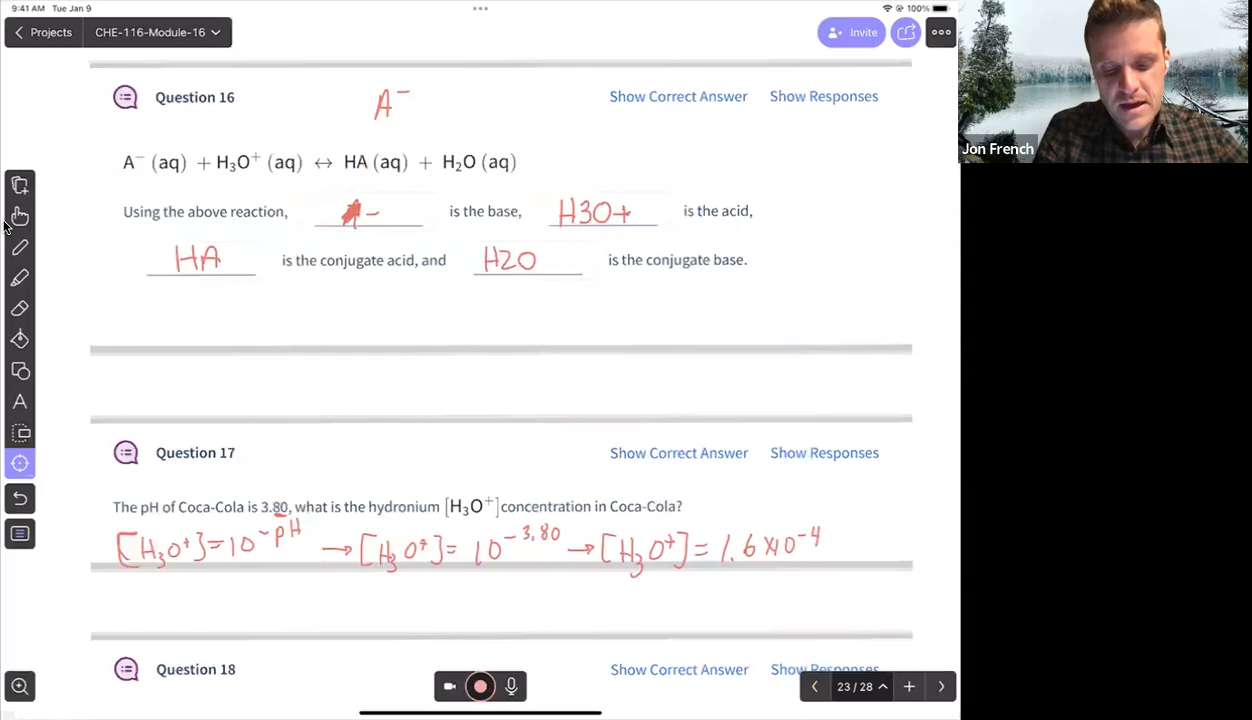 9:41 AM Tue Jan 9
100%
Projects
CHE-116-Module-16
Invite
Question 16
A⁻
Show Correct Answer
Show Responses
Jon French
A⁻ (aq) + H₃O⁺ (aq) ↔ HA (aq) + H₂O (aq)
Using the above reaction, A- is the base, H3O+ is the acid,
HA is the conjugate acid, and H2O is the conjugate base.
Question 17
Show Correct Answer
Show Responses
The pH of Coca-Cola is 3.80, what is the hydronium [H₃O⁺] concentration in Coca-Cola?
[H₃O⁺]=10⁻ᵖᴴ → [H₃O⁺]= 10⁻³·⁸⁰ → [H₃O⁺]= 1.6×10⁻⁴
Question 18
Show Correct Answer
Show Responses
23 / 28